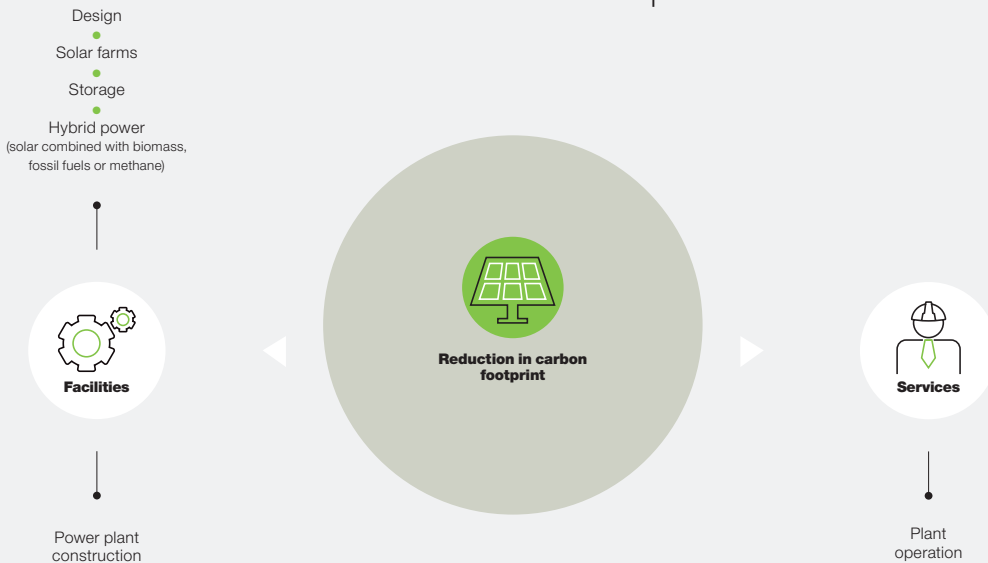 Design
Solar farms
Storage
Hybrid power
(solar combined with biomass,
fossil fuels or methane)
Reduction in carbon
footprint
Facilities
Services
Power plant
construction
Plant
operation